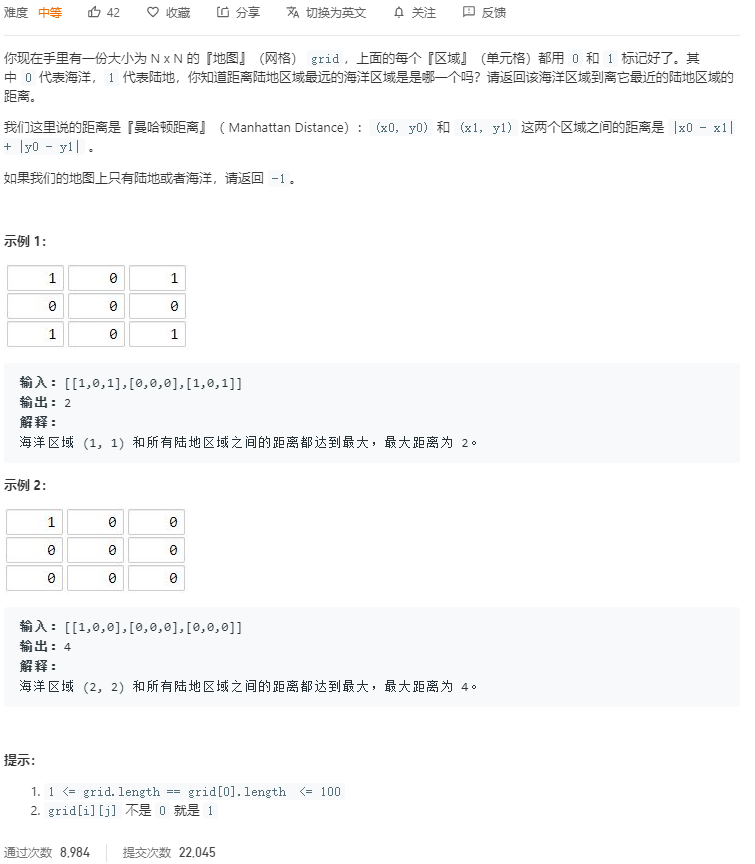 难度 中等 42 收藏 分享 切换为英文 关注 反馈
你现在手里有一份大小为 N x N 的『地图』（网格） grid，上面的每个『区域』（单元格）都用 0 和 1 标记好了。其
中 0 代表海洋，1 代表陆地，你知道距离陆地区域最远的海洋区域是是哪一个吗？请返回该海洋区域到离它最近的陆地区域的
距离。
我们这里说的距离是『曼哈顿距离』（ Manhattan Distance）：(x0, y0) 和 (x1, y1) 这两个区域之间的距离是 |x0 - x1|
+ |y0 - y1| 。
如果我们的地图上只有陆地或者海洋，请返回 -1 。
示例 1：
1 0 1
0 0 0
1 0 1
输入：[[1,0,1],[0,0,0],[1,0,1]]
输出：2
解释：
海洋区域 (1, 1) 和所有陆地区域之间的距离都达到最大，最大距离为 2。
示例 2：
1 0 0
0 0 0
0 0 0
输入：[[1,0,0],[0,0,0],[0,0,0]]
输出：4
解释：
海洋区域 (2, 2) 和所有陆地区域之间的距离都达到最大，最大距离为 4。
提示：
1. 1 <= grid.length == grid[0].length <= 100
2. grid[i][j] 不是 0 就是 1
通过次数 8,984 提交次数 22,045